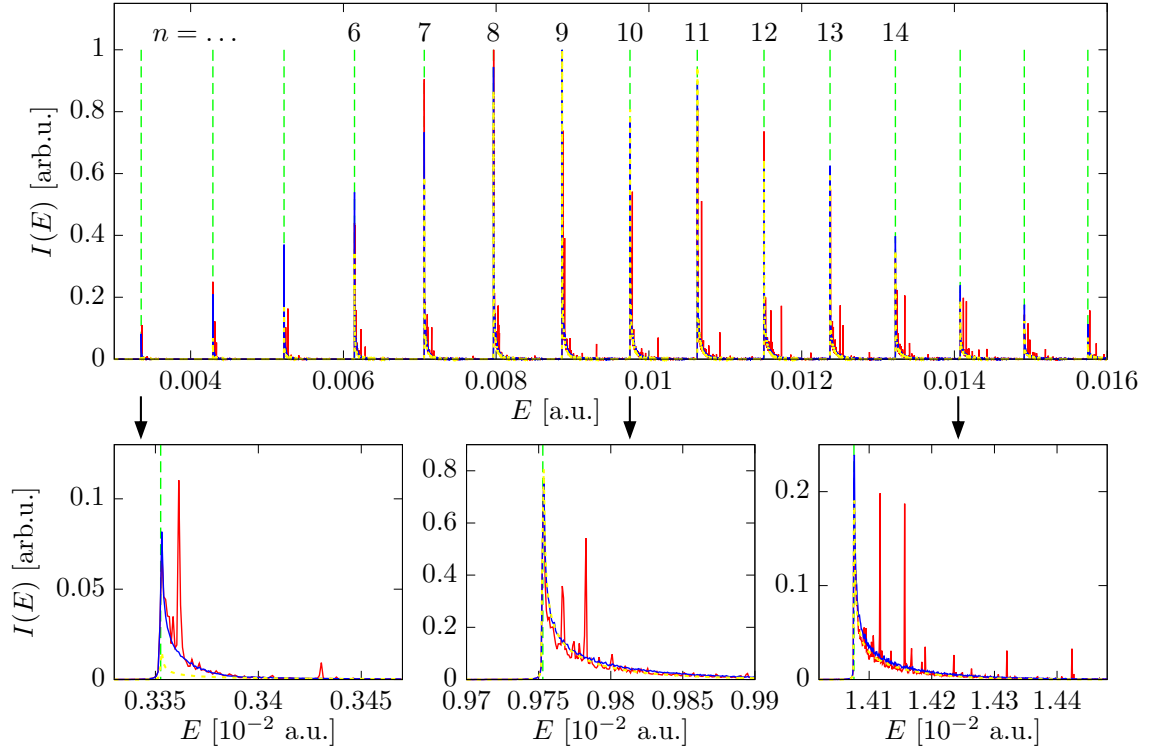 n = … 6 7 8 9 10 11 12 13 14
1
0.8
0.6
0.4
0.2
0
I(E) [arb.u.]
0.004 0.006 0.008 0.01 0.012 0.014 0.016
E [a.u.]
0.1
0.05
0
I(E) [arb.u.]
0.335 0.34 0.345
E [10⁻² a.u.]
0.8
0.6
0.4
0.2
0
0.97 0.975 0.98 0.985 0.99
E [10⁻² a.u.]
0.2
0.1
0
1.41 1.42 1.43 1.44
E [10⁻² a.u.]